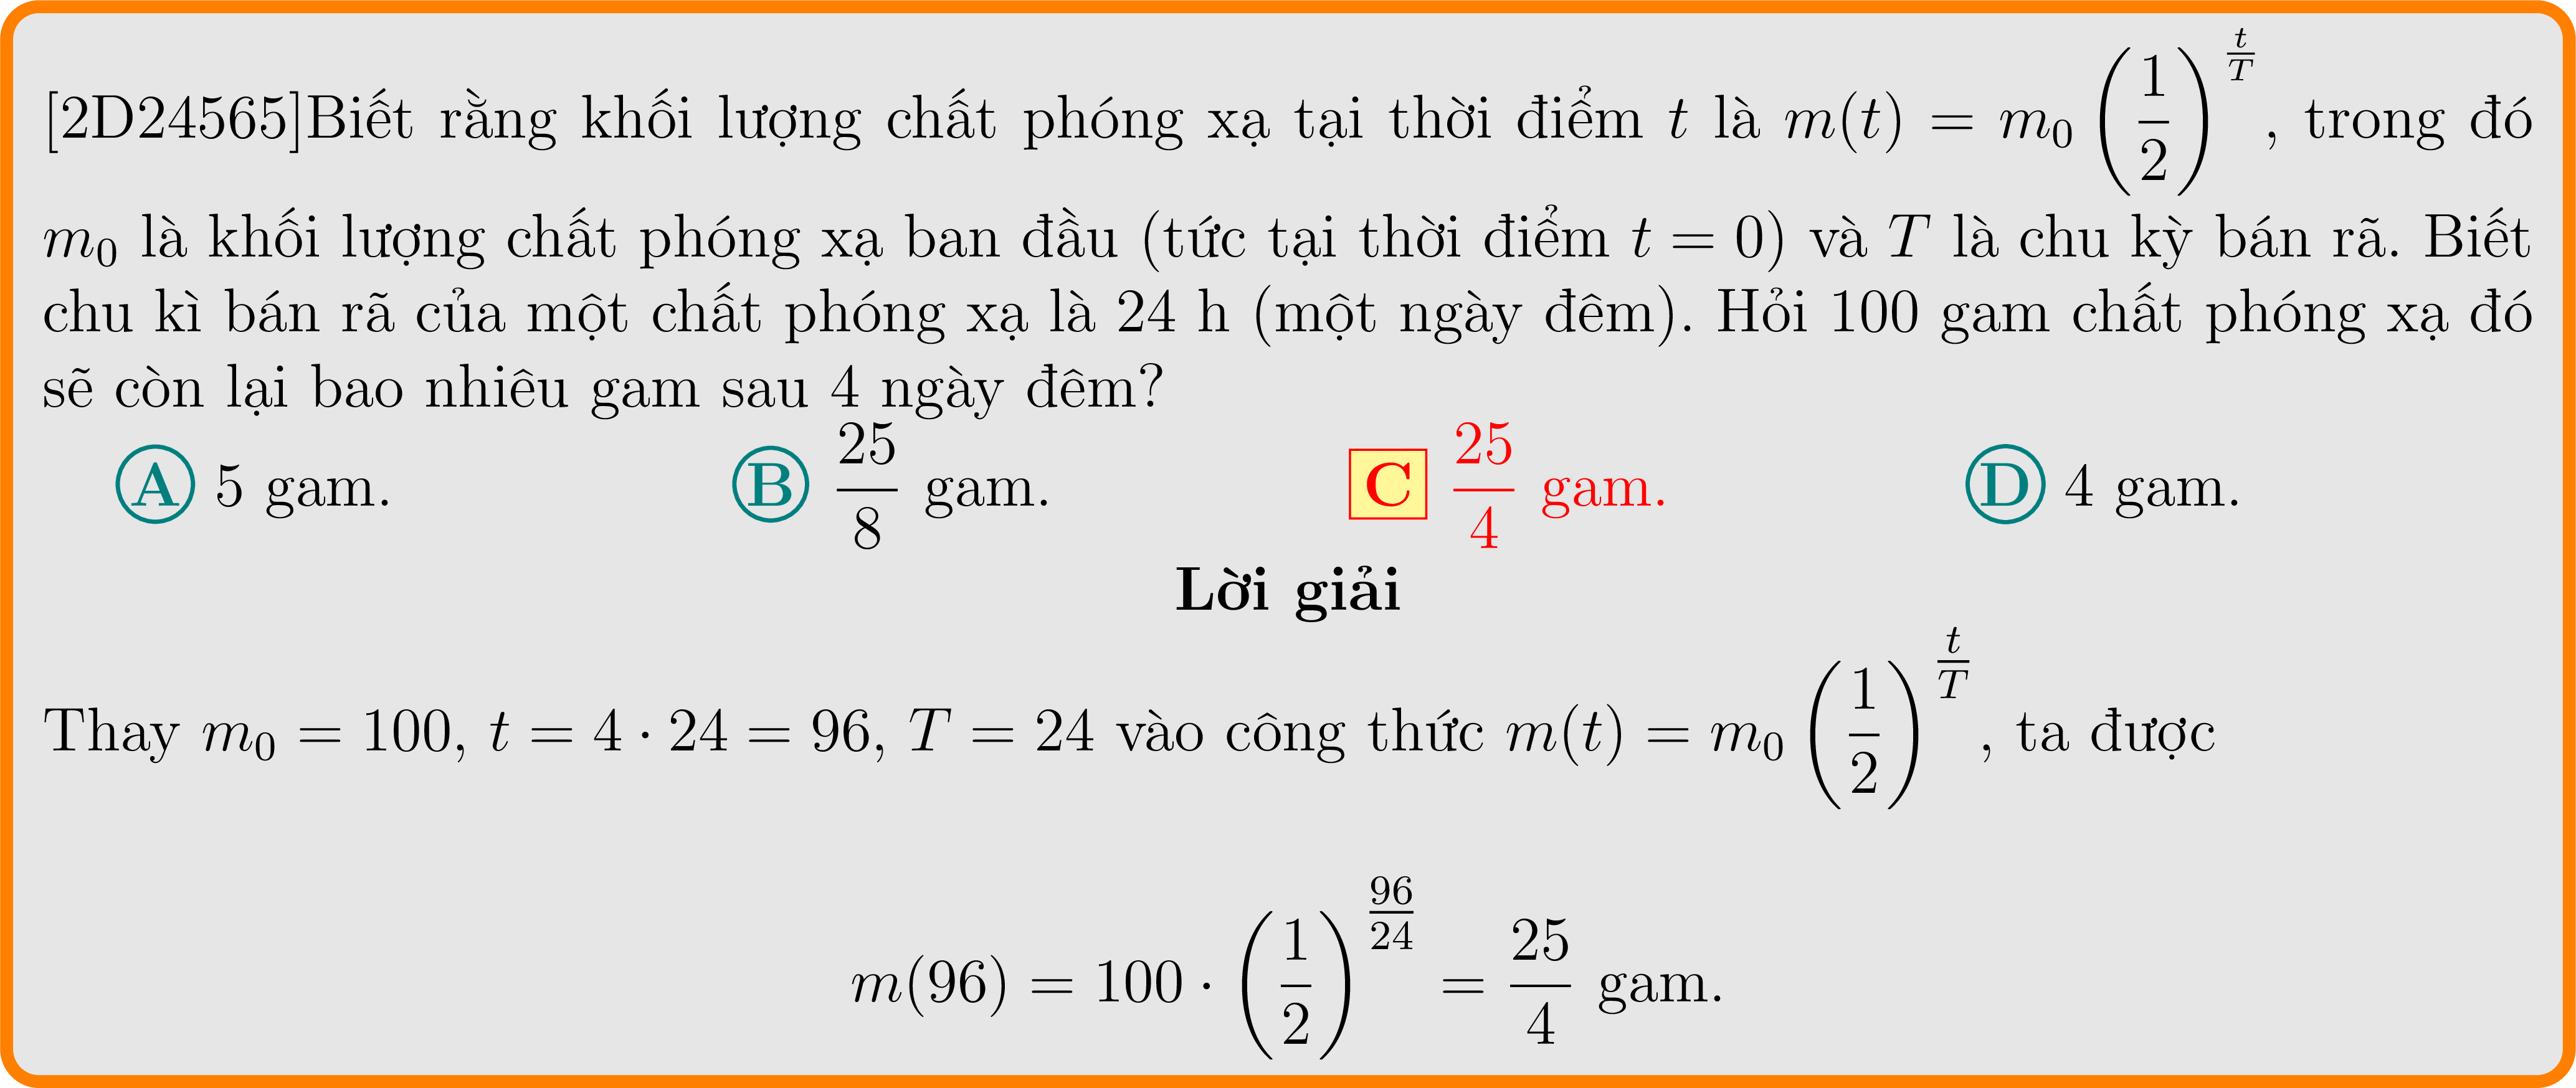 [2D24565]Biết rằng khối lượng chất phóng xạ tại thời điểm $t$ là $m(t) = m_0 \left(\dfrac{1}{2}\right)^{\frac{t}{T}}$, trong đó
$m_0$ là khối lượng chất phóng xạ ban đầu (tức tại thời điểm $t = 0$) và $T$ là chu kỳ bán rã. Biết
chu kì bán rã của một chất phóng xạ là 24 h (một ngày đêm). Hỏi 100 gam chất phóng xạ đó
sẽ còn lại bao nhiêu gam sau 4 ngày đêm?
A 5 gam. B $\dfrac{25}{8}$ gam. C $\dfrac{25}{4}$ gam. D 4 gam.
Lời giải
Thay $m_0 = 100$, $t = 4 \cdot 24 = 96$, $T = 24$ vào công thức $m(t) = m_0 \left(\dfrac{1}{2}\right)^{\frac{t}{T}}$, ta được
$m(96) = 100 \cdot \left(\dfrac{1}{2}\right)^{\frac{96}{24}} = \dfrac{25}{4}$ gam.